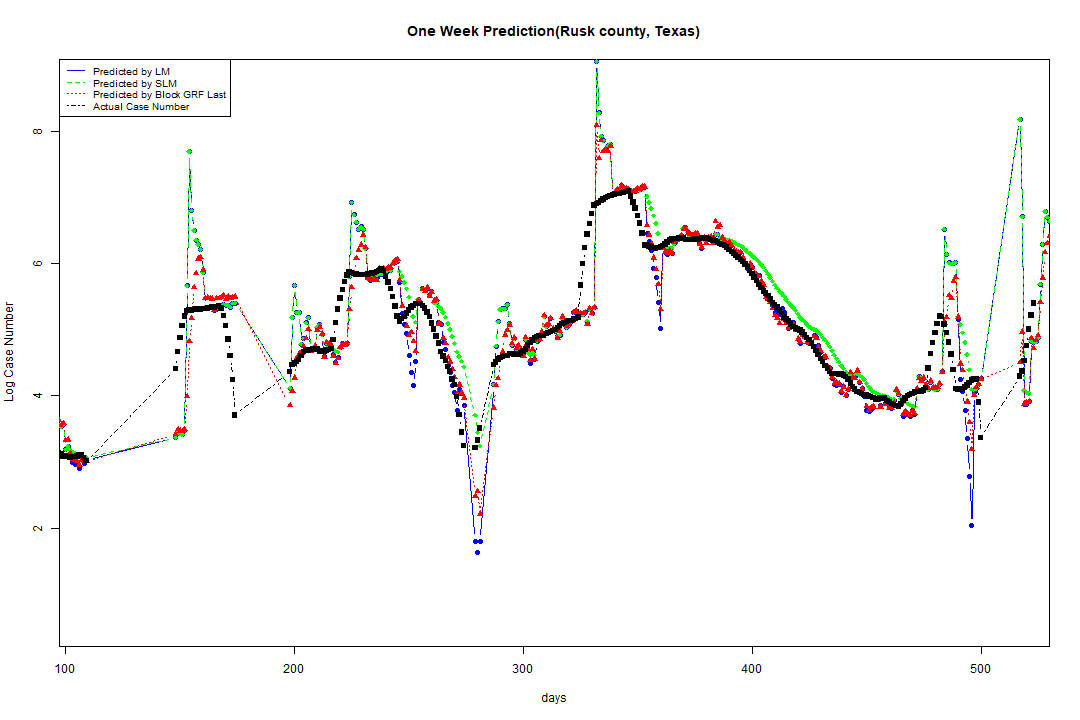 One Week Prediction(Rusk county, Texas)
Predicted by LM
Predicted by SLM
Predicted by Block GRF Last
Actual Case Number
Log Case Number
8
6
4
2
100 200 300 400 500
days